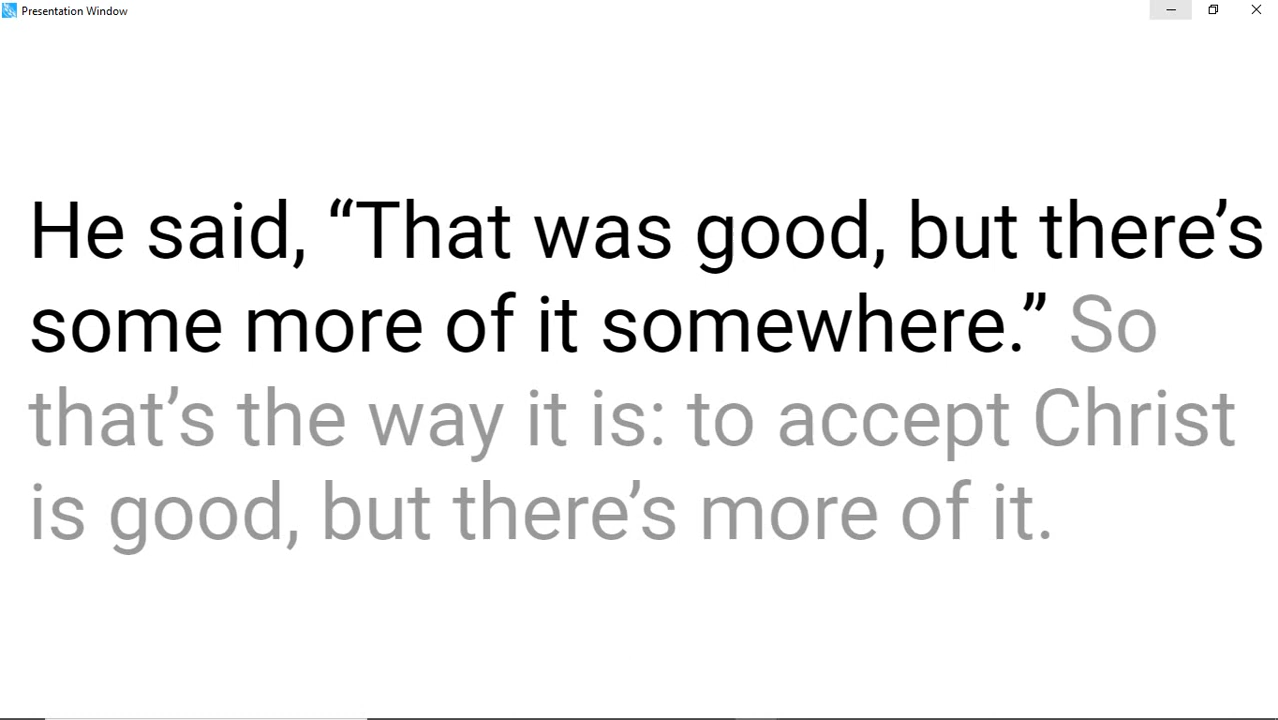 Presentation Window
He said, “That was good, but there’s
some more of it somewhere.” So
that’s the way it is: to accept Christ
is good, but there’s more of it.